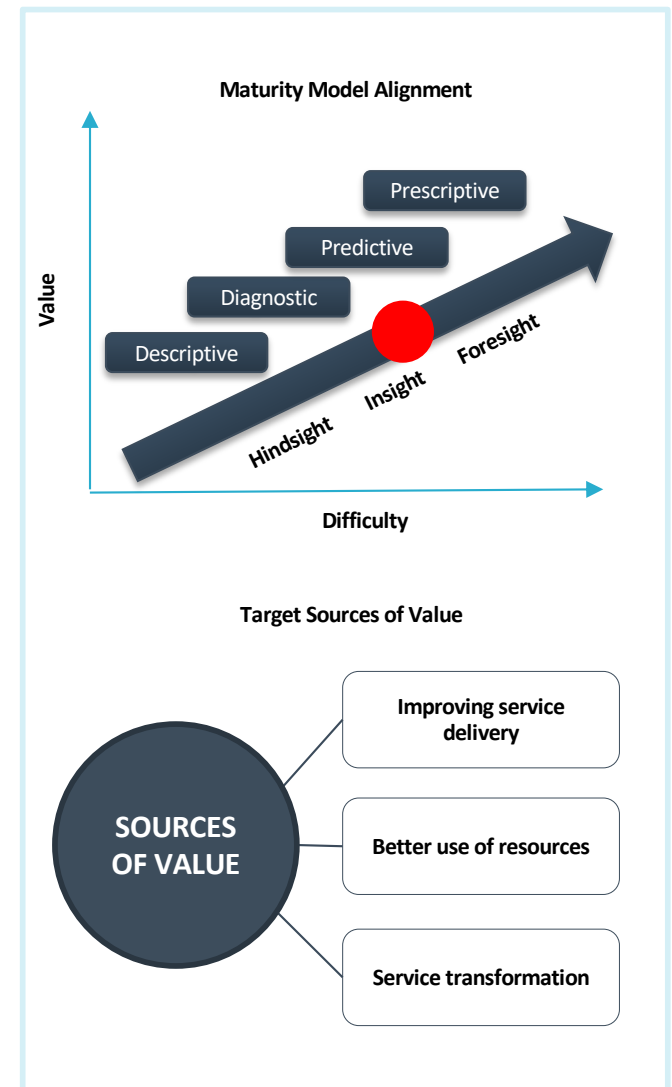 Maturity Model Alignment
Prescriptive
Predictive
Diagnostic
Descriptive
Value
Hindsight
Insight
Foresight
Difficulty
Target Sources of Value
SOURCES
OF VALUE
Improving service
delivery
Better use of resources
Service transformation